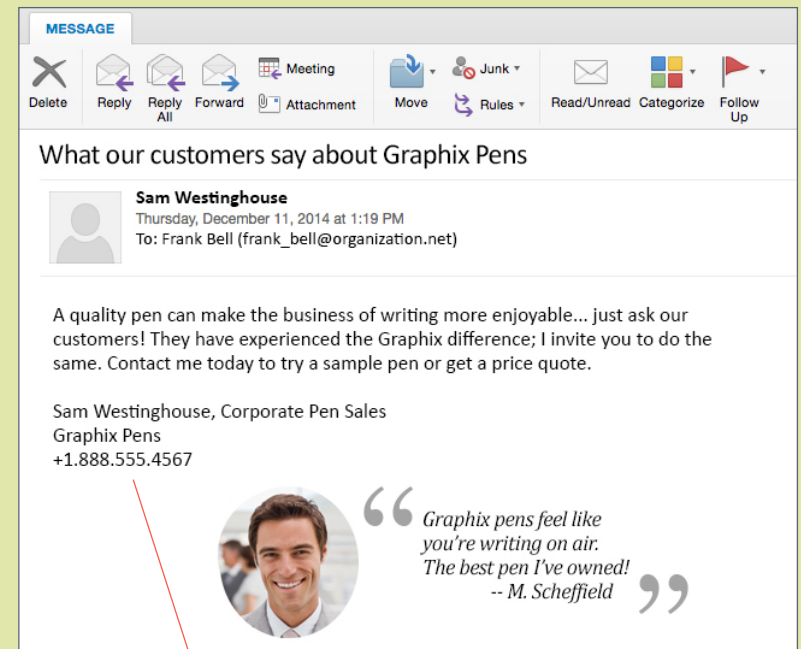 MESSAGE
Delete
Reply
Reply All
Forward
Meeting
Attachment
Move
Junk
Rules
Read/Unread
Categorize
Follow Up
What our customers say about Graphix Pens
Sam Westinghouse
Thursday, December 11, 2014 at 1:19 PM
To: Frank Bell (frank_bell@organization.net)
A quality pen can make the business of writing more enjoyable... just ask our
customers! They have experienced the Graphix difference; I invite you to do the
same. Contact me today to try a sample pen or get a price quote.
Sam Westinghouse, Corporate Pen Sales
Graphix Pens
+1.888.555.4567
“Graphix pens feel like
you’re writing on air.
The best pen I’ve owned!
-- M. Scheffield”